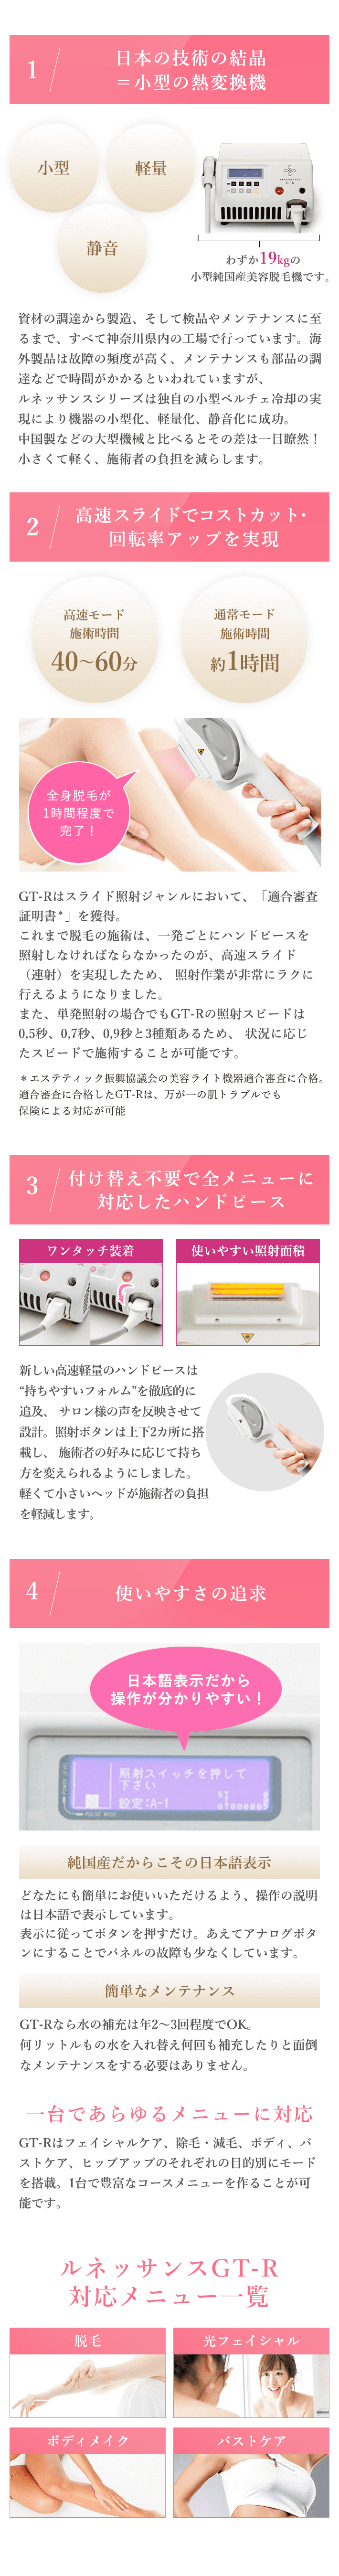 1
日本の技術の結晶
＝小型の熱変換機
小型
軽量
静音
わずか19kgの
小型純国産美容脱毛機です。
資材の調達から製造、そして検品やメンテナンスに至
るまで、すべて神奈川県内の工場で行っています。海
外製品は故障の頻度が高く、メンテナンスも部品の調
達などで時間がかかるといわれていますが、
ルネッサンスシリーズは独自の小型ペルチェ冷却の実
現により機器の小型化、軽量化、静音化に成功。
中国製などの大型機械と比べるとその差は一目瞭然！
小さくて軽く、施術者の負担を減らします。
2
高速スライドでコストカット・
回転率アップを実現
高速モード
施術時間
40〜60分
通常モード
施術時間
約1時間
全身脱毛が
1時間程度で
完了！
GT-Rはスライド照射ジャンルにおいて、「適合審査
証明書＊」を獲得。
これまで脱毛の施術は、一発ごとにハンドピースを
照射しなければならなかったのが、高速スライド
（連射）を実現したため、 照射作業が非常にラクに
行えるようになりました。
また、単発照射の場合でもGT-Rの照射スピードは
0,5秒、0,7秒、0,9秒と3種類あるため、 状況に応じ
たスピードで施術することが可能です。
＊エステティック振興協議会の美容ライト機器適合審査に合格。
適合審査に合格したGT-Rは、万が一の肌トラブルでも
保険による対応が可能
3
付け替え不要で全メニューに
対応したハンドピース
ワンタッチ装着
使いやすい照射面積
新しい高速軽量のハンドピースは
“持ちやすいフォルム”を徹底的に
追及、 サロン様の声を反映させて
設計。照射ボタンは上下2カ所に搭
載し、 施術者の好みに応じて持ち
方を変えられるようにしました。
軽くて小さいヘッドが施術者の負担
を軽減します。
4
使いやすさの追求
日本語表示だから
操作が分かりやすい！
照射スイッチを押して
下さい
設定:A-1
PULSE WIDE
純国産だからこその日本語表示
どなたにも簡単にお使いいただけるよう、操作の説明
は日本語で表示しています。
表示に従ってボタンを押すだけ。あえてアナログボタ
ンにすることでパネルの故障も少なくしています。
簡単なメンテナンス
GT-Rなら水の補充は年2〜3回程度でOK。
何リットルもの水を入れ替え何回も補充したりと面倒
なメンテナンスをする必要はありません。
一台であらゆるメニューに対応
GT-Rはフェイシャルケア、除毛・減毛、ボディ、バ
ストケア、ヒップアップのそれぞれの目的別にモード
を搭載。1台で豊富なコースメニューを作ることが可
能です。
ルネッサンスGT-R
対応メニュー一覧
脱毛
光フェイシャル
ボディメイク
バストケア